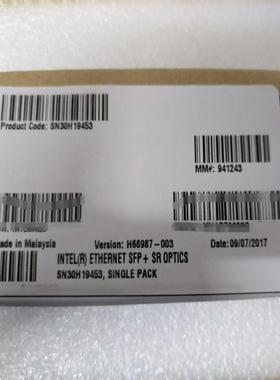 Product Code: SN30H19453
MM#: 941243
ade in Malaysia Version: H66987-003 Date: 09/07/2017
INTEL(R) ETHERNET SFP+ SR OPTICS
SN30H19453, SINGLE PACK